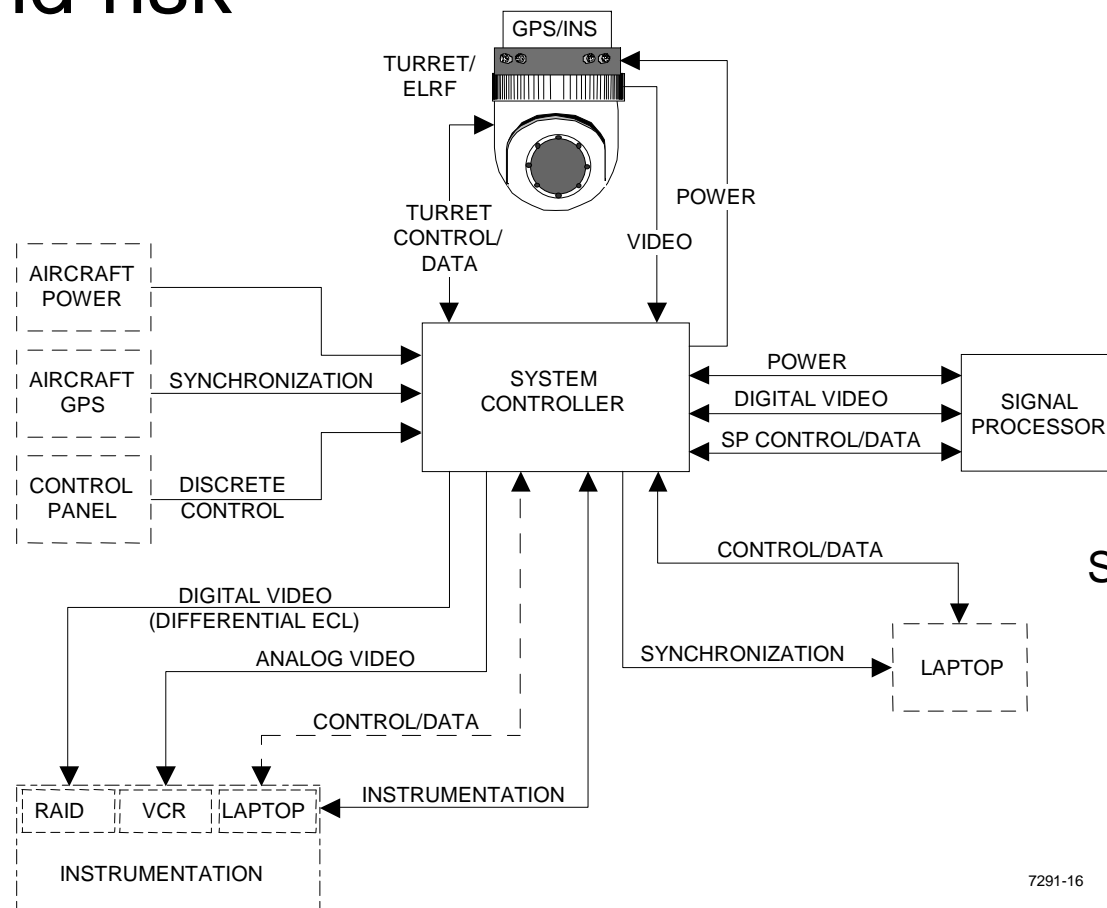 GPS/INS
TURRET/
ELRF
POWER
TURRET
CONTROL/
DATA
VIDEO
AIRCRAFT
POWER
AIRCRAFT
GPS
SYNCHRONIZATION
CONTROL
PANEL
DISCRETE
CONTROL
SYSTEM
CONTROLLER
POWER
DIGITAL VIDEO
SP CONTROL/DATA
SIGNAL
PROCESSOR
CONTROL/DATA
S
DIGITAL VIDEO
(DIFFERENTIAL ECL)
ANALOG VIDEO
SYNCHRONIZATION
LAPTOP
CONTROL/DATA
INSTRUMENTATION
RAID
VCR
LAPTOP
INSTRUMENTATION
7291-16